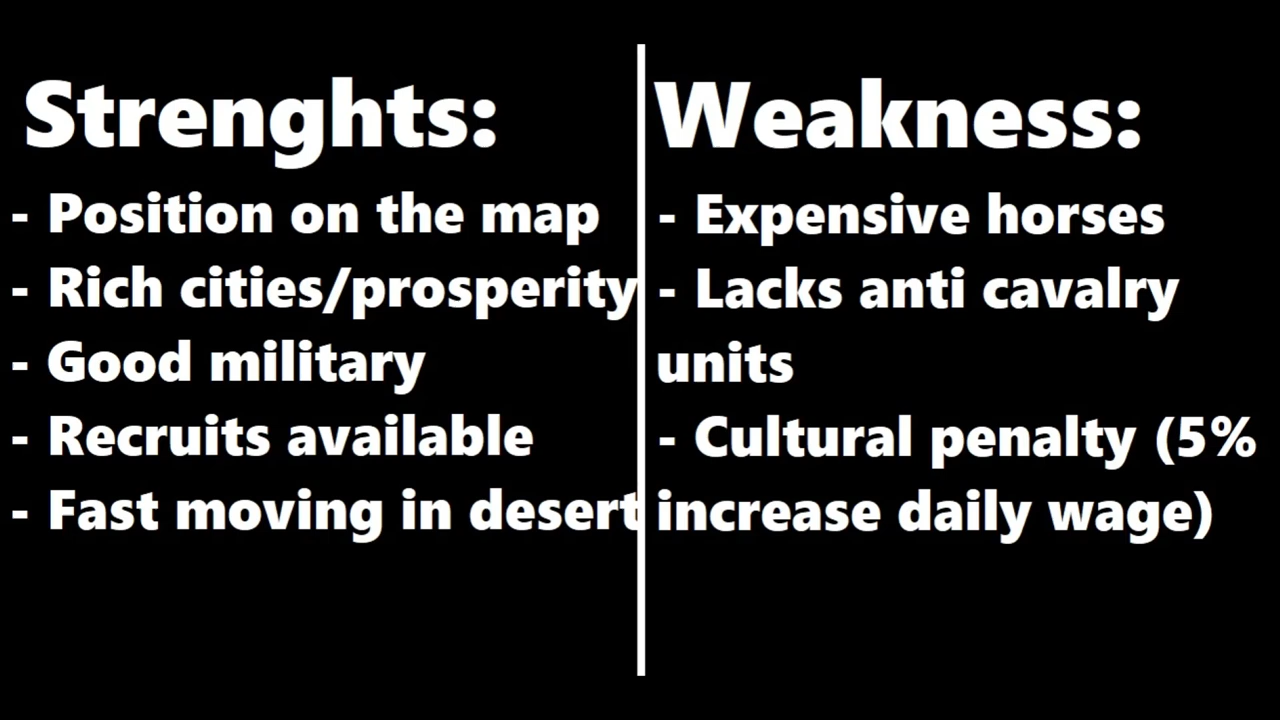 Strenghts:
- Position on the map
- Rich cities/prosperity
- Good military
- Recruits available
- Fast moving in desert
Weakness:
- Expensive horses
- Lacks anti cavalry
units
- Cultural penalty (5%
increase daily wage)